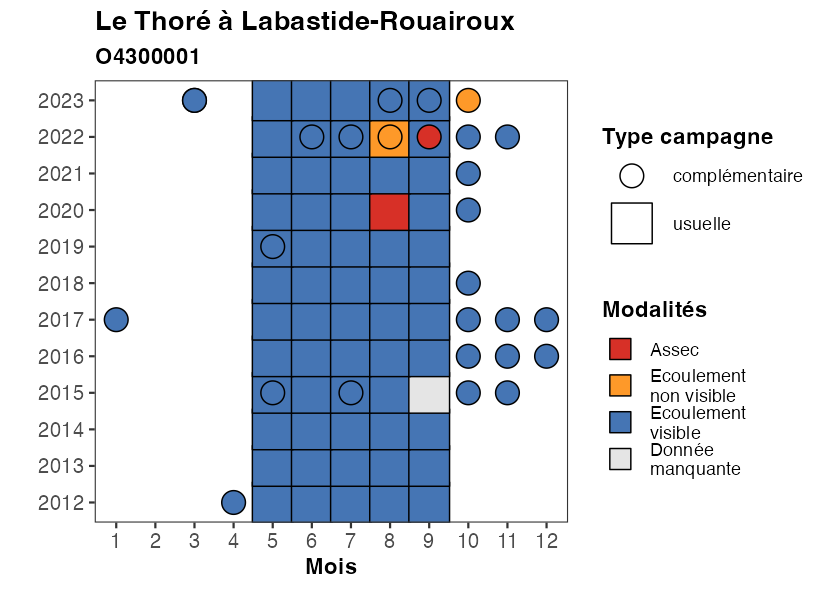 Le Thoré à Labastide-Rouairoux
O4300001
2023
2022
2021
2020
2019
2018
2017
2016
2015
2014
2013
2012
1 2 3 4 5 6 7 8 9 10 11 12
Mois
Type campagne
complémentaire
usuelle
Modalités
Assec
Ecoulement
non visible
Ecoulement
visible
Donnée
manquante